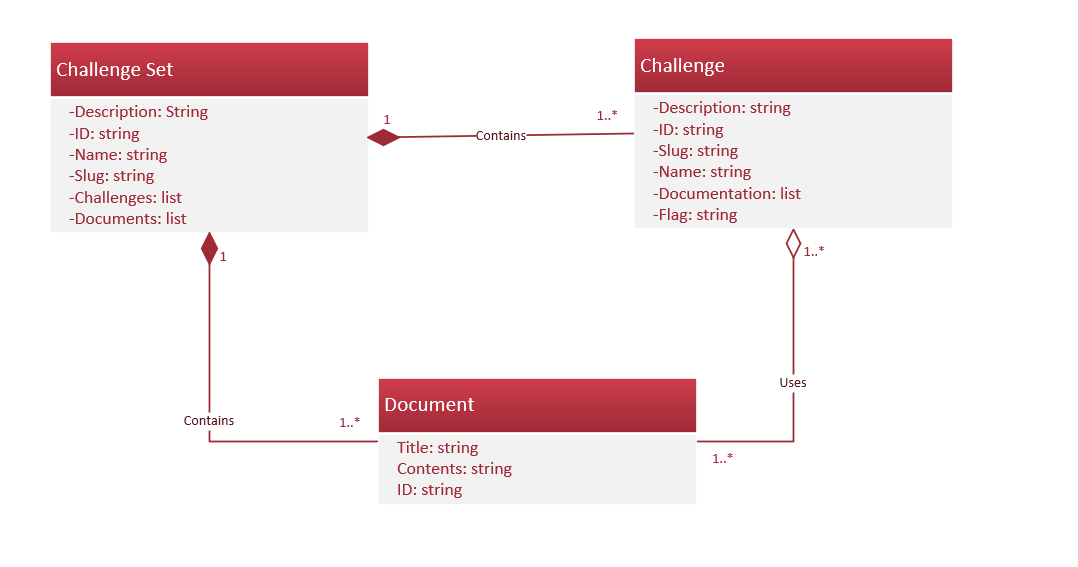 Challenge Set
-Description: String
-ID: string
-Name: string
-Slug: string
-Challenges: list
-Documents: list
1
Contains
1..*
Challenge
-Description: string
-ID: string
-Slug: string
-Name: string
-Documentation: list
-Flag: string
1
Contains
1..*
1..*
Uses
1..*
Document
Title: string
Contents: string
ID: string